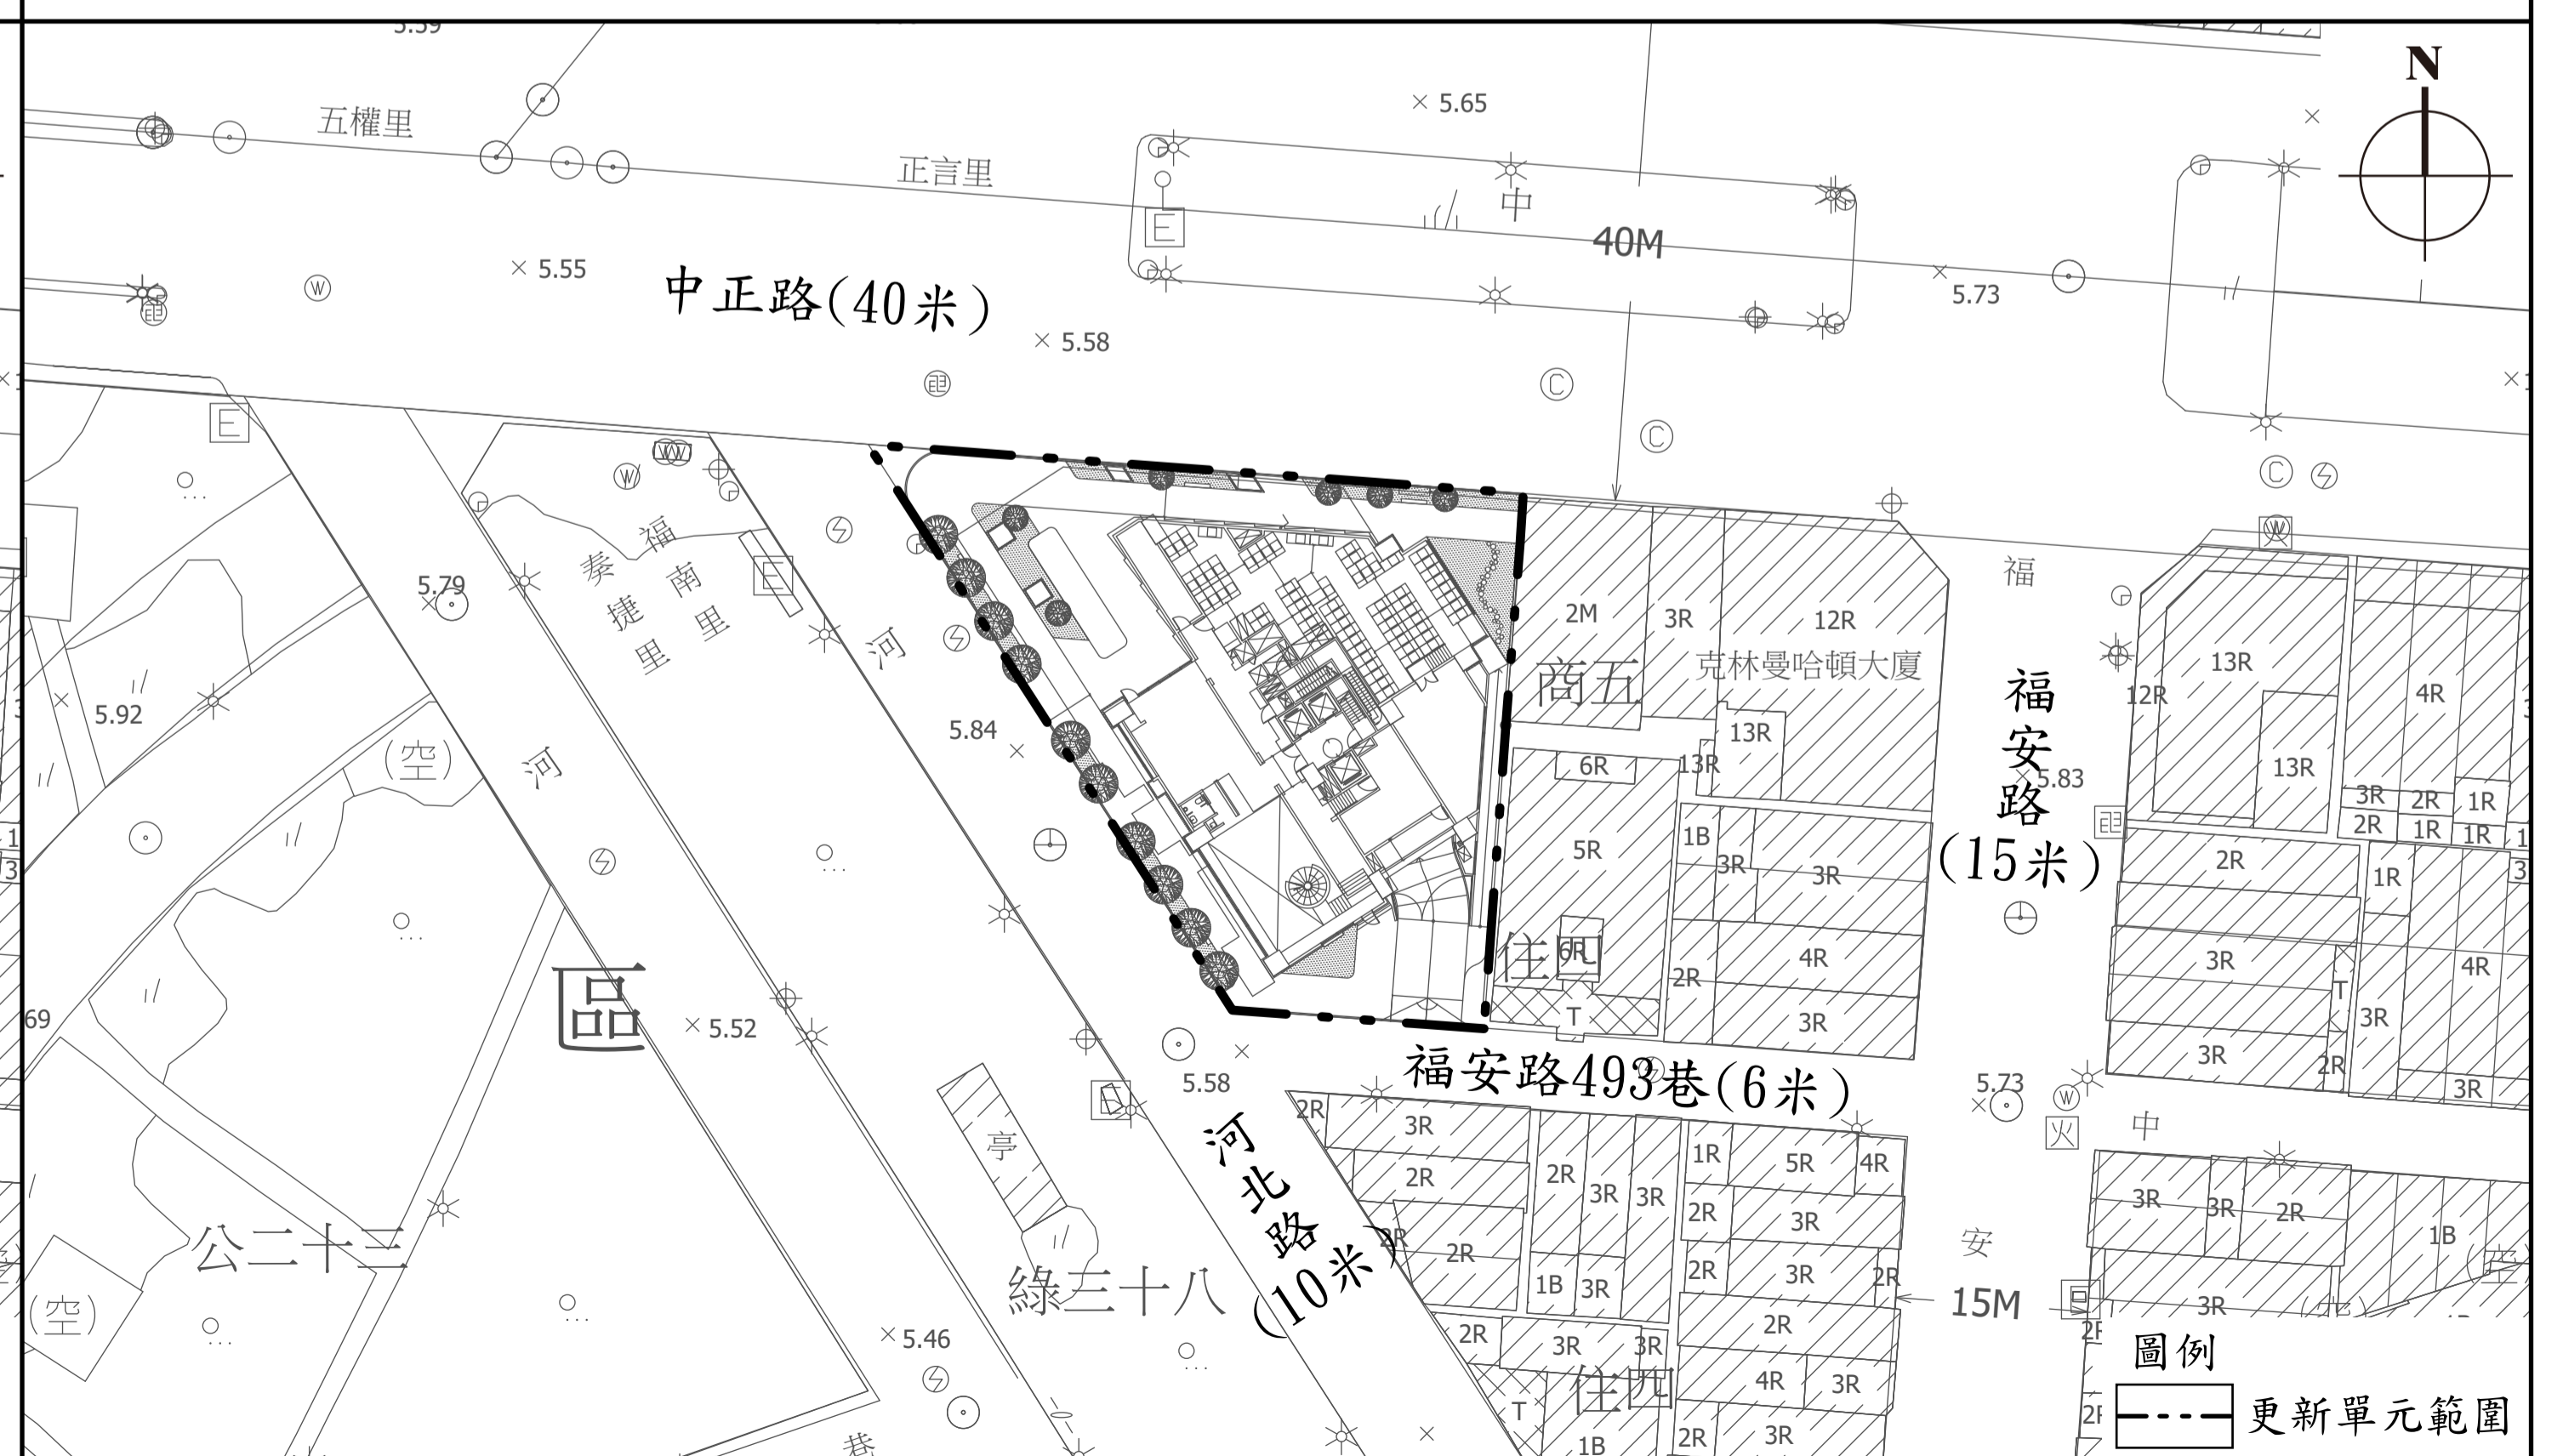 N
五權里
正言里
5.65
中
40M
5.55
中正路(40米)
5.58
5.73
E
E
W
C
C
C
E
W
W
5.79
福南里
奏捷里
E
河
河
5.92
(空)
5.84
2M
3R
12R
克林曼哈頓大廈
商五
13R
13R
6R
5R
1B
3R
3R
4R
2R
3R
住四
6R
T
福
福安路(15米)
5.83
13R
12R
13R
4R
3R
2R
1R
2R
1R
1R
2R
1R
3R
4R
T
3R
3R
2R
3R
69
區
5.52
5.58
福安路493巷(6米)
5.73
W
火
中
河北路(10米)
亭
公二十三
綠三十八
(空)
5.46
巷
2R
3R
2R
2R
3R
3R
1R
5R
4R
2R
3R
2R
2R
1B
3R
2R
3R
2R
2R
2R
3R
3R
4R
3R
住四
T
1B
2R
3R
安
15M
3R
3R
2R
1B
3R
圖例
更新單元範圍